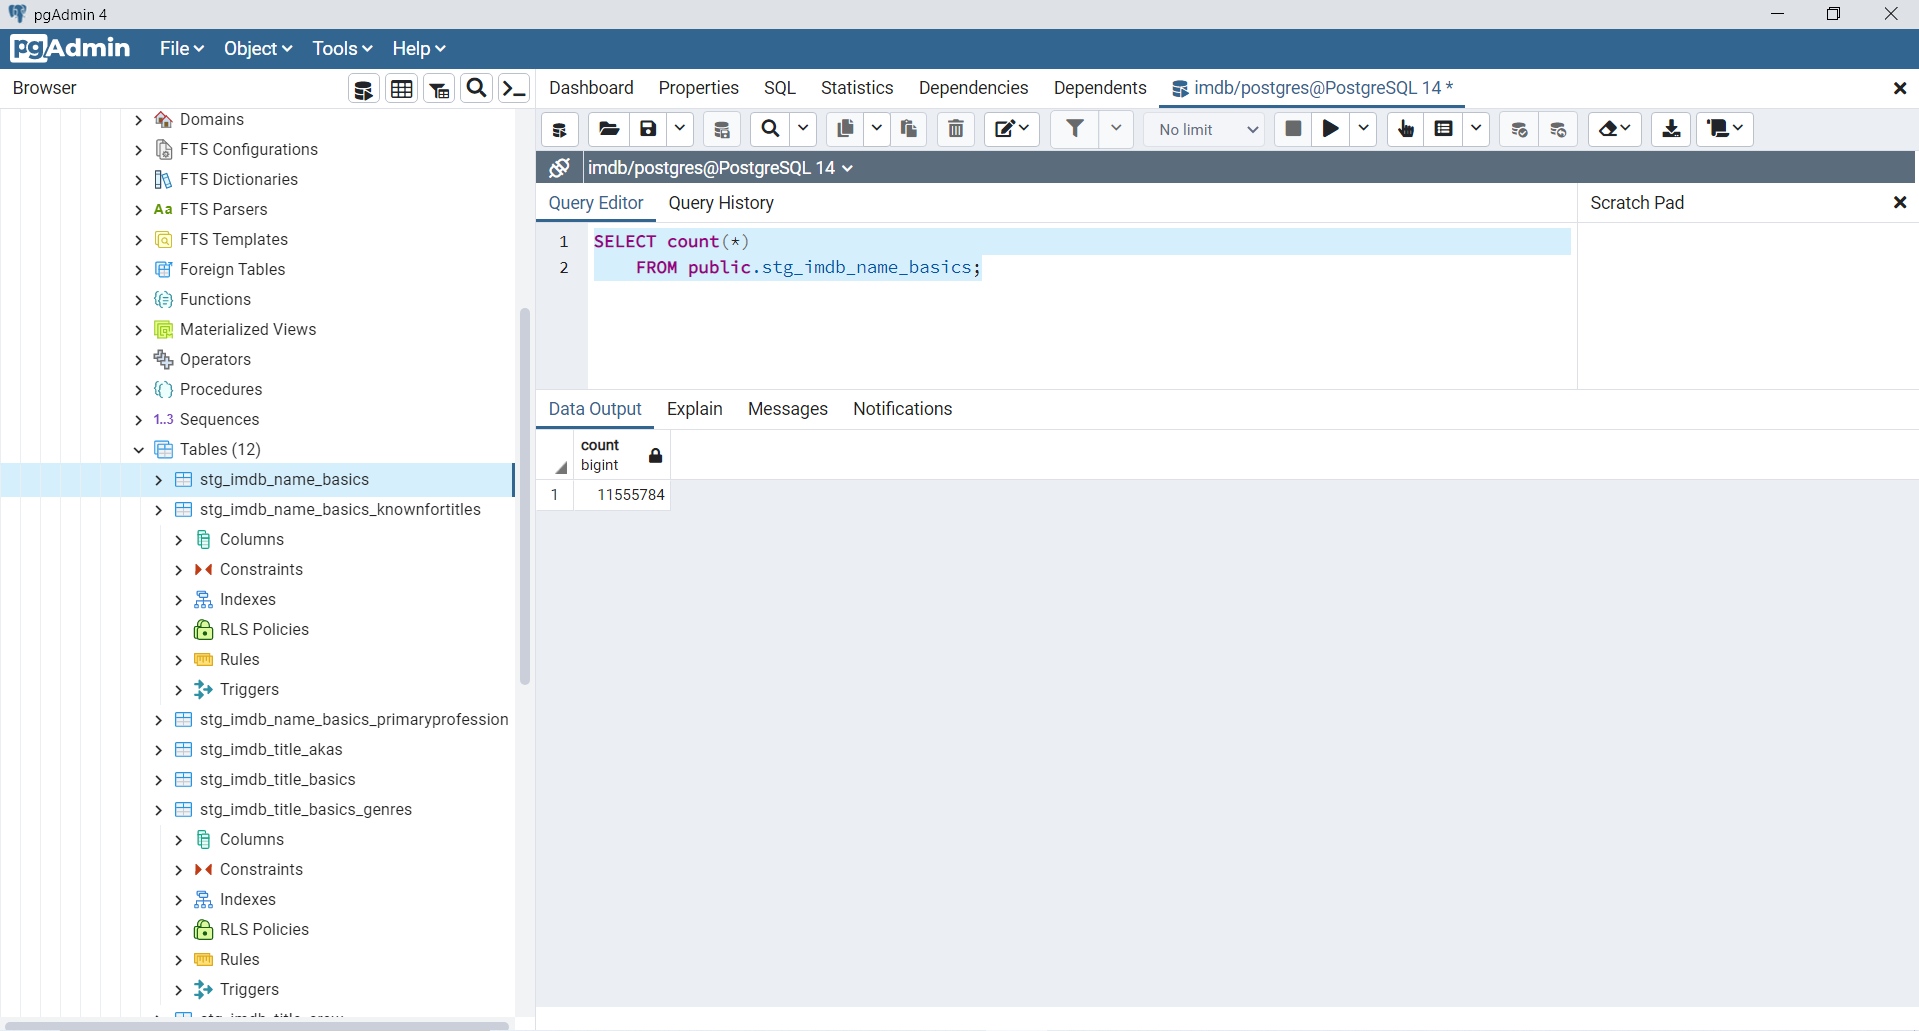 pgAdmin 4
pgAdmin File Object Tools Help
Browser
Dashboard Properties SQL Statistics Dependencies Dependents imdb/postgres@PostgreSQL 14 *
No limit
imdb/postgres@PostgreSQL 14
Query Editor Query History
Scratch Pad
1 SELECT count(*)
2 FROM public.stg_imdb_name_basics;
Data Output Explain Messages Notifications
count
bigint
1 11555784
Domains
FTS Configurations
FTS Dictionaries
Aa FTS Parsers
FTS Templates
Foreign Tables
Functions
Materialized Views
Operators
Procedures
1..3 Sequences
Tables (12)
stg_imdb_name_basics
stg_imdb_name_basics_knownfortitles
Columns
Constraints
Indexes
RLS Policies
Rules
Triggers
stg_imdb_name_basics_primaryprofession
stg_imdb_title_akas
stg_imdb_title_basics
stg_imdb_title_basics_genres
Columns
Constraints
Indexes
RLS Policies
Rules
Triggers